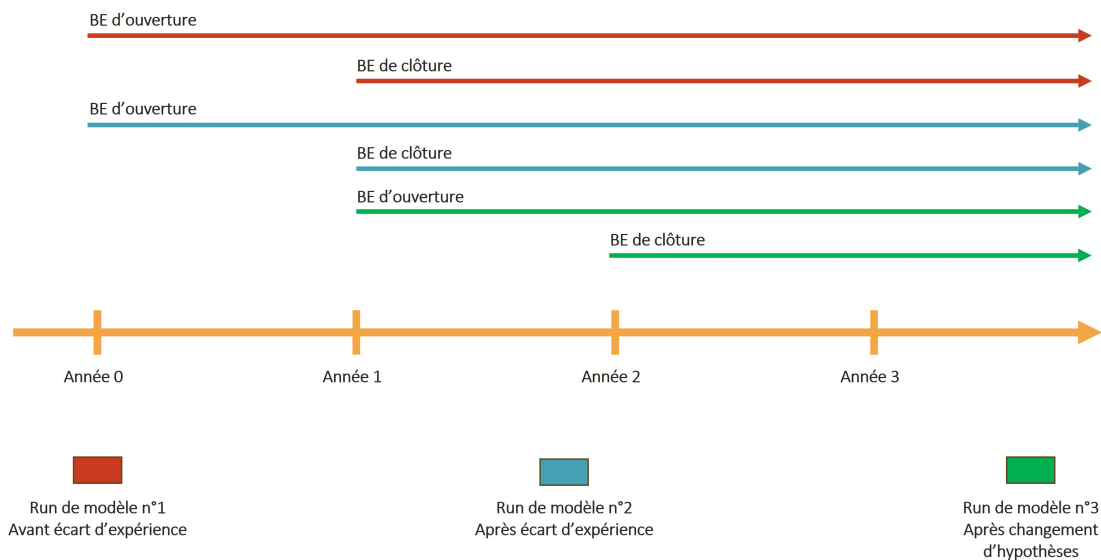 BE d’ouverture
BE de clôture
BE d’ouverture
BE de clôture
BE d’ouverture
BE de clôture
Année 0
Année 1
Année 2
Année 3
Run de modèle n°1
Avant écart d’expérience
Run de modèle n°2
Après écart d’expérience
Run de modèle n°3
Après changement
d’hypothèses